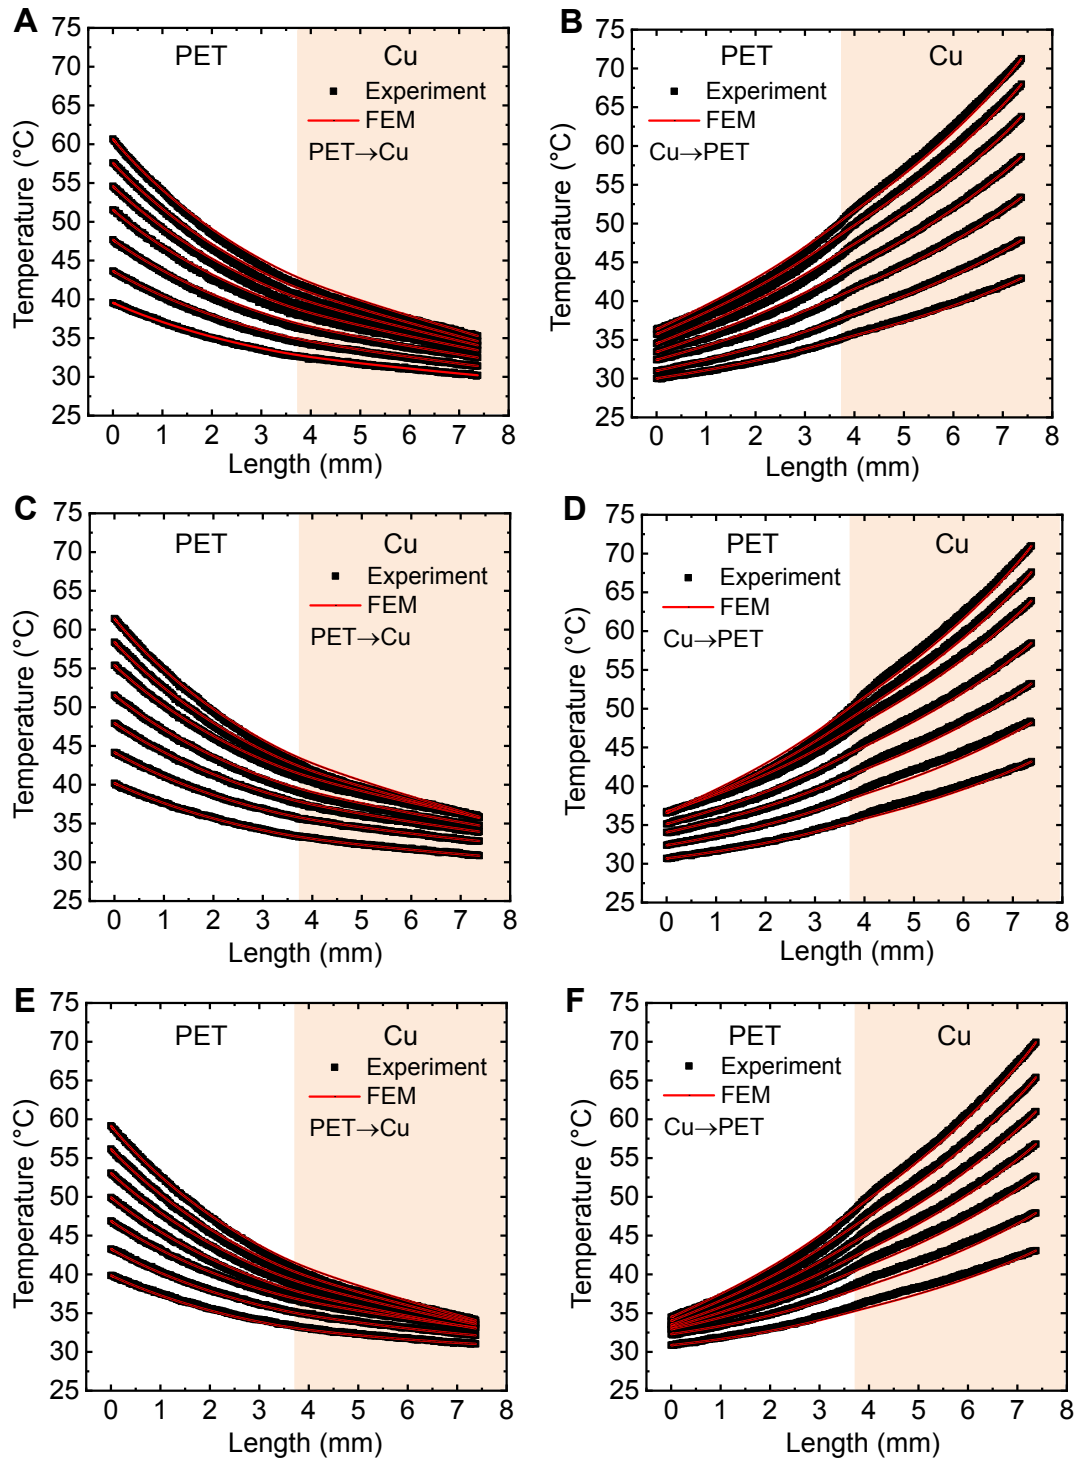 A
75
70
65
60
55
50
45
40
35
30
25
Temperature (°C)
PET
Cu
Experiment
FEM
PET→Cu
0 1 2 3 4 5 6 7 8
Length (mm)
B
75
70
65
60
55
50
45
40
35
30
25
Temperature (°C)
PET
Cu
Experiment
FEM
Cu→PET
0 1 2 3 4 5 6 7 8
Length (mm)
C
75
70
65
60
55
50
45
40
35
30
25
Temperature (°C)
PET
Cu
Experiment
FEM
PET→Cu
0 1 2 3 4 5 6 7 8
Length (mm)
D
75
70
65
60
55
50
45
40
35
30
25
Temperature (°C)
PET
Cu
Experiment
FEM
Cu→PET
0 1 2 3 4 5 6 7 8
Length (mm)
E
75
70
65
60
55
50
45
40
35
30
25
Temperature (°C)
PET
Cu
Experiment
FEM
PET→Cu
0 1 2 3 4 5 6 7 8
Length (mm)
F
75
70
65
60
55
50
45
40
35
30
25
Temperature (°C)
PET
Cu
Experiment
FEM
Cu→PET
0 1 2 3 4 5 6 7 8
Length (mm)